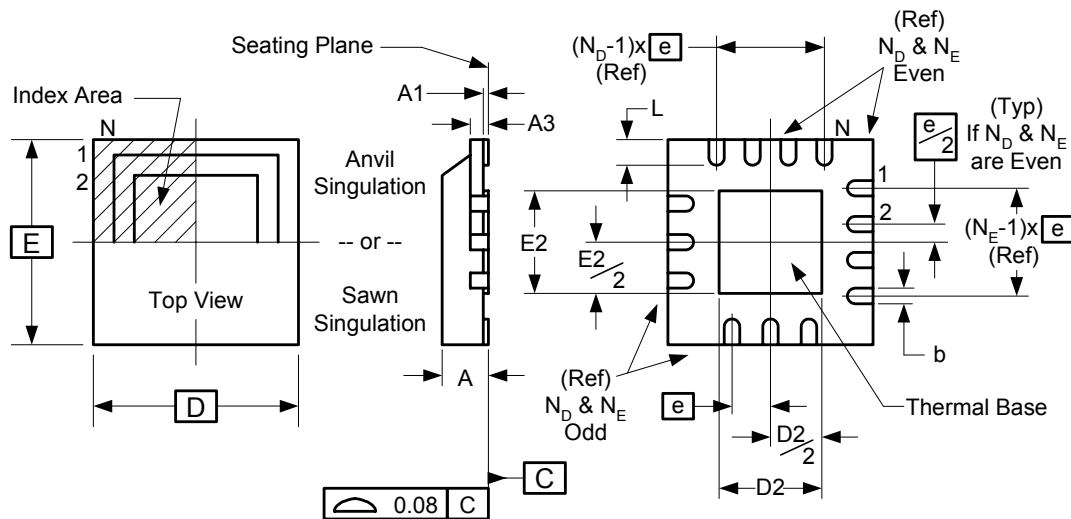 Seating Plane
Index Area
N
1
2
E
Top View
D
Anvil
Singulation
-- or --
Sawn
Singulation
A1
A3
A
0.08 C
C
(N_D-1)x e
(Ref)
L
E2
E2/2
(Ref)
N_D & N_E
Even
N
1
2
e/2
(Typ)
If N_D & N_E
are Even
(N_E-1)x e
(Ref)
b
Thermal Base
(Ref)
N_D & N_E
Odd
e
D2/2
D2